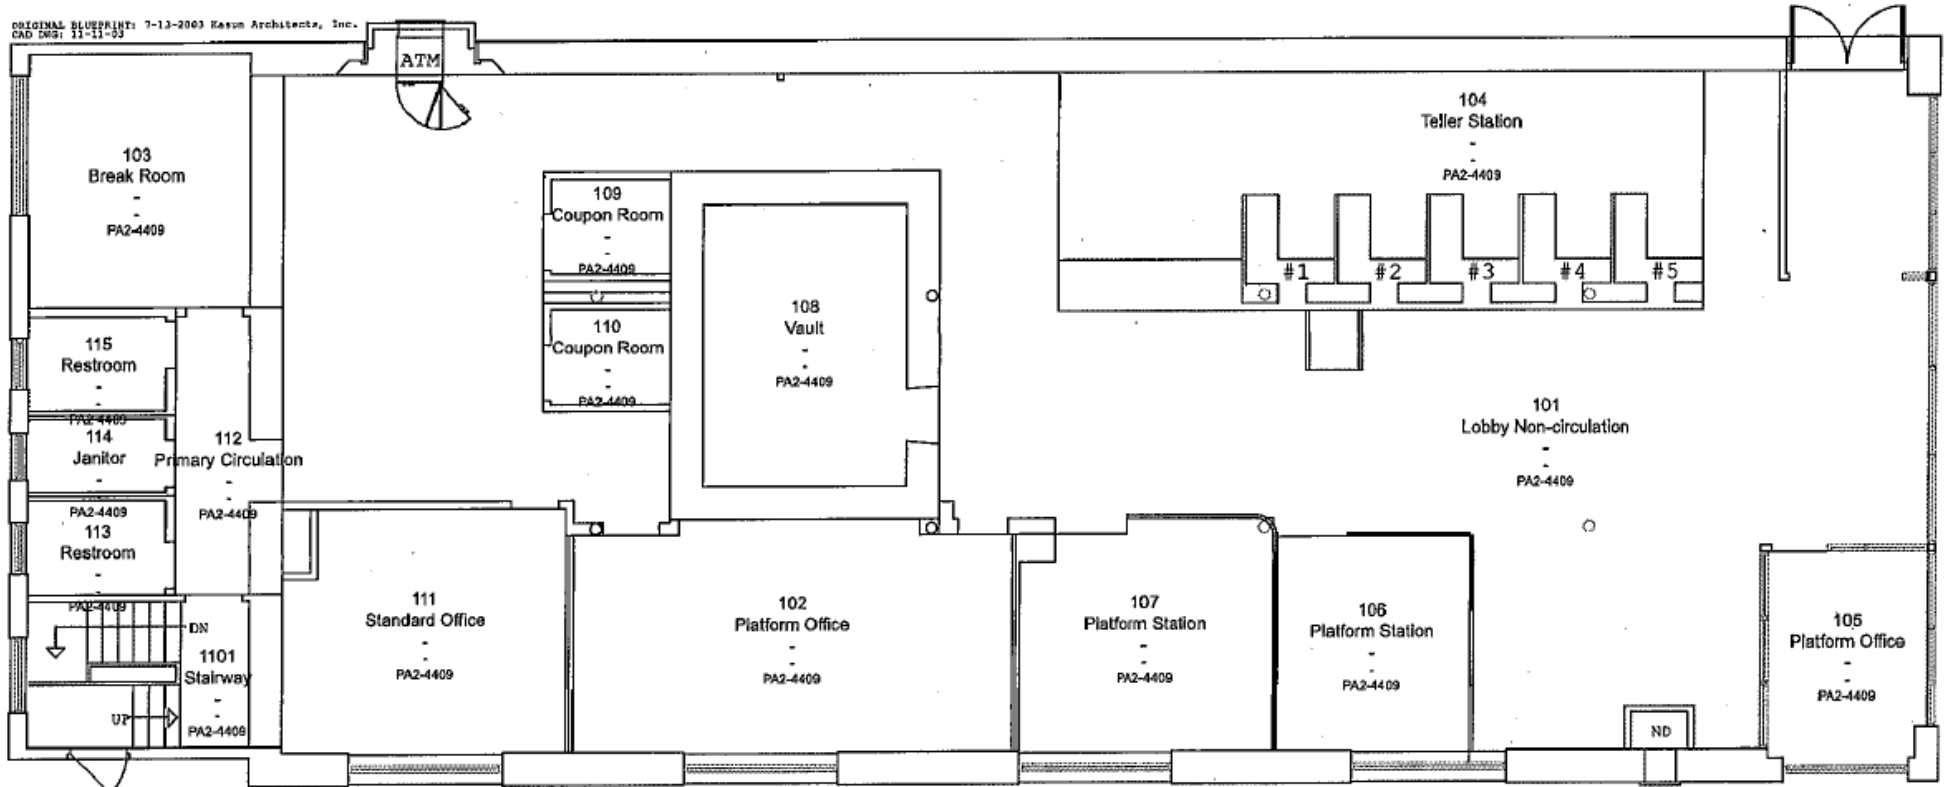 ORIGINAL BLUEPRINT: 7-13-2003 Kasum Architects, Inc.
CAD DWG: 11-11-03
ATM
103
Break Room
-
-
PA2-4409
104
Teller Station
-
-
PA2-4409
#1 #2 #3 #4 #5
109
Coupon Room
-
PA2-4409
110
Coupon Room
-
-
PA2-4409
108
Vault
-
-
PA2-4409
115
Restroom
-
PA2-4409
114
Janitor
-
PA2-4409
113
Restroom
-
PA2-4409
112
Primary Circulation
-
-
PA2-4409
101
Lobby Non-circulation
-
-
PA2-4409
DN
UP
1101
Stairway
-
-
PA2-4409
111
Standard Office
-
-
PA2-4409
102
Platform Office
-
-
PA2-4409
107
Platform Station
-
-
PA2-4409
106
Platform Station
-
-
PA2-4409
105
Platform Office
-
-
PA2-4409
ND